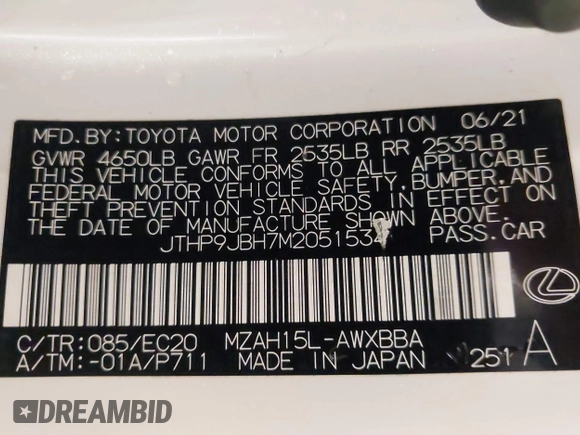 MFD.BY:TOYOTA MOTOR CORPORATION 06/21
GVWR 4650LB GAWR FR 2535LB RR 2535LB
THIS VEHICLE CONFORMS TO ALL APPLICABLE
FEDERAL MOTOR VEHICLE SAFETY,BUMPER,AND
THEFT PREVENTION STANDARDS IN EFFECT ON
THE DATE OF MANUFACTURE SHOWN ABOVE.
JTHP9JBH7M2051534 PASS.CAR
C/TR:085/EC20 MZAH15L-AWXBBA
A/TM:-01A/P711 MADE IN JAPAN 251 A
DREAMBID